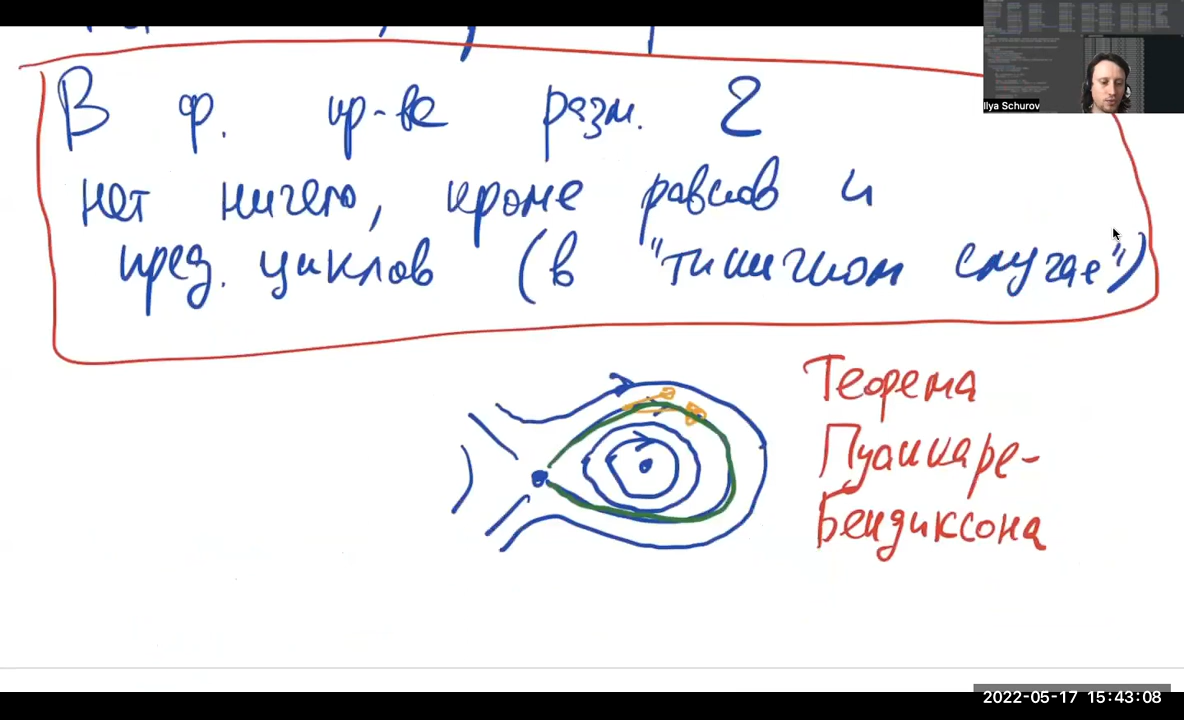 Ilya Schurov
В ф. пр-ве разм. 2
нет ничего, кроме равнов и
пред. циклов (в "типичном случае")
Теорема
Пуанкаре-
Бендиксона
2022-05-17 15:43:08